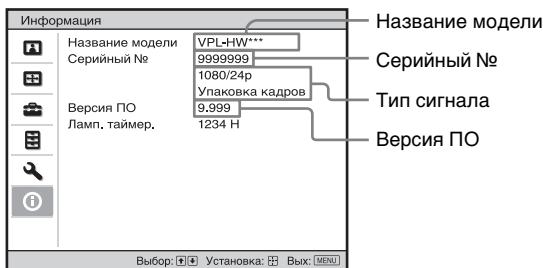 Информация
Название модели VPL-HW***
Серийный № 9999999
1080/24p
Упаковка кадров
Версия ПО 9.999
Ламп. таймер. 1234 H
Выбор: Установка: Вых: MENU
Название модели
Серийный №
Тип сигнала
Версия ПО